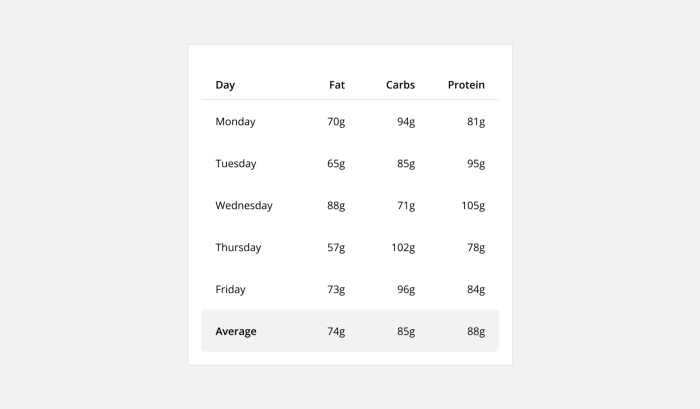 Day Fat Carbs Protein
Monday 70g 94g 81g
Tuesday 65g 85g 95g
Wednesday 88g 71g 105g
Thursday 57g 102g 78g
Friday 73g 96g 84g
Average 74g 85g 88g